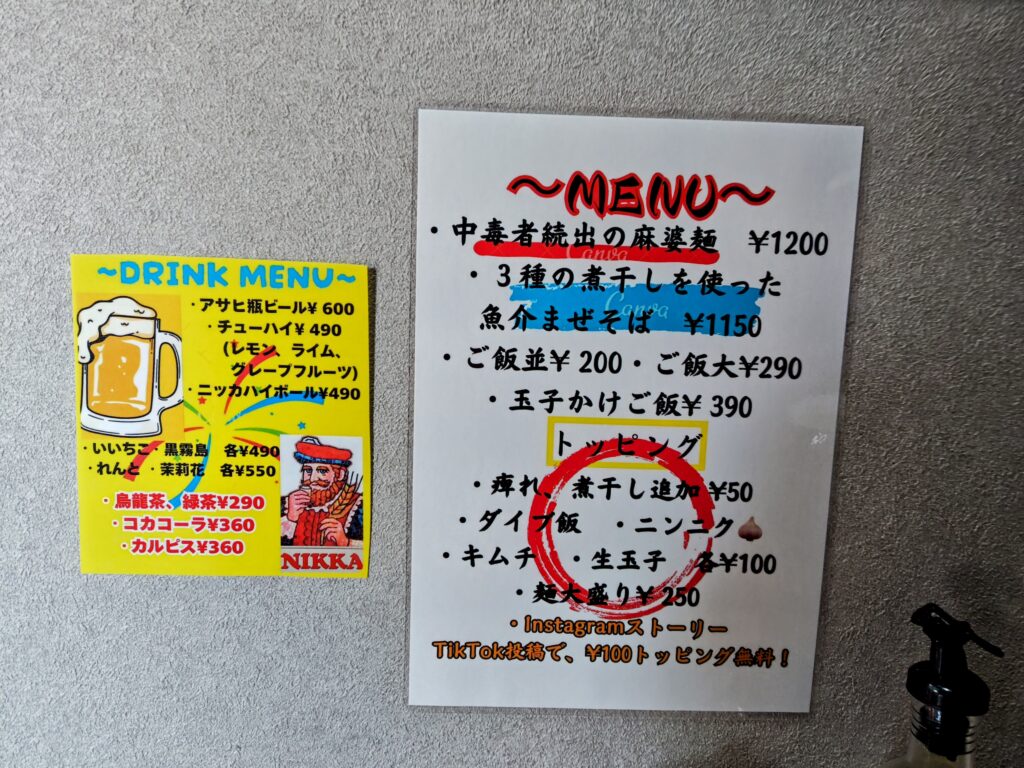 ~DRINK MENU~
・アサヒ瓶ビール¥ 600
・チューハイ¥ 490
(レモン、ライム、
グレープフルーツ)
・ニッカハイボール¥490
・いいちこ・黒霧島 各¥490
・れんと ・茉莉花 各¥550
・烏龍茶、緑茶¥290
・コカコーラ¥360
・カルピス¥360
NIKKA
～MENU～
・中毒者続出の麻婆麺 ¥1200
Canva
・3種の煮干しを使った
Canva
魚介まぜそば ¥1150
・ご飯並¥ 200・ご飯大¥290
・玉子かけご飯¥ 390
トッピング
・痺れ、煮干し追加 ¥50
・ダイブ飯 ・ニンニク
・キムチ ・生玉子 各¥100
・麺大盛り¥ 250
・Instagramストーリー
TikTok投稿で、¥100トッピング無料！